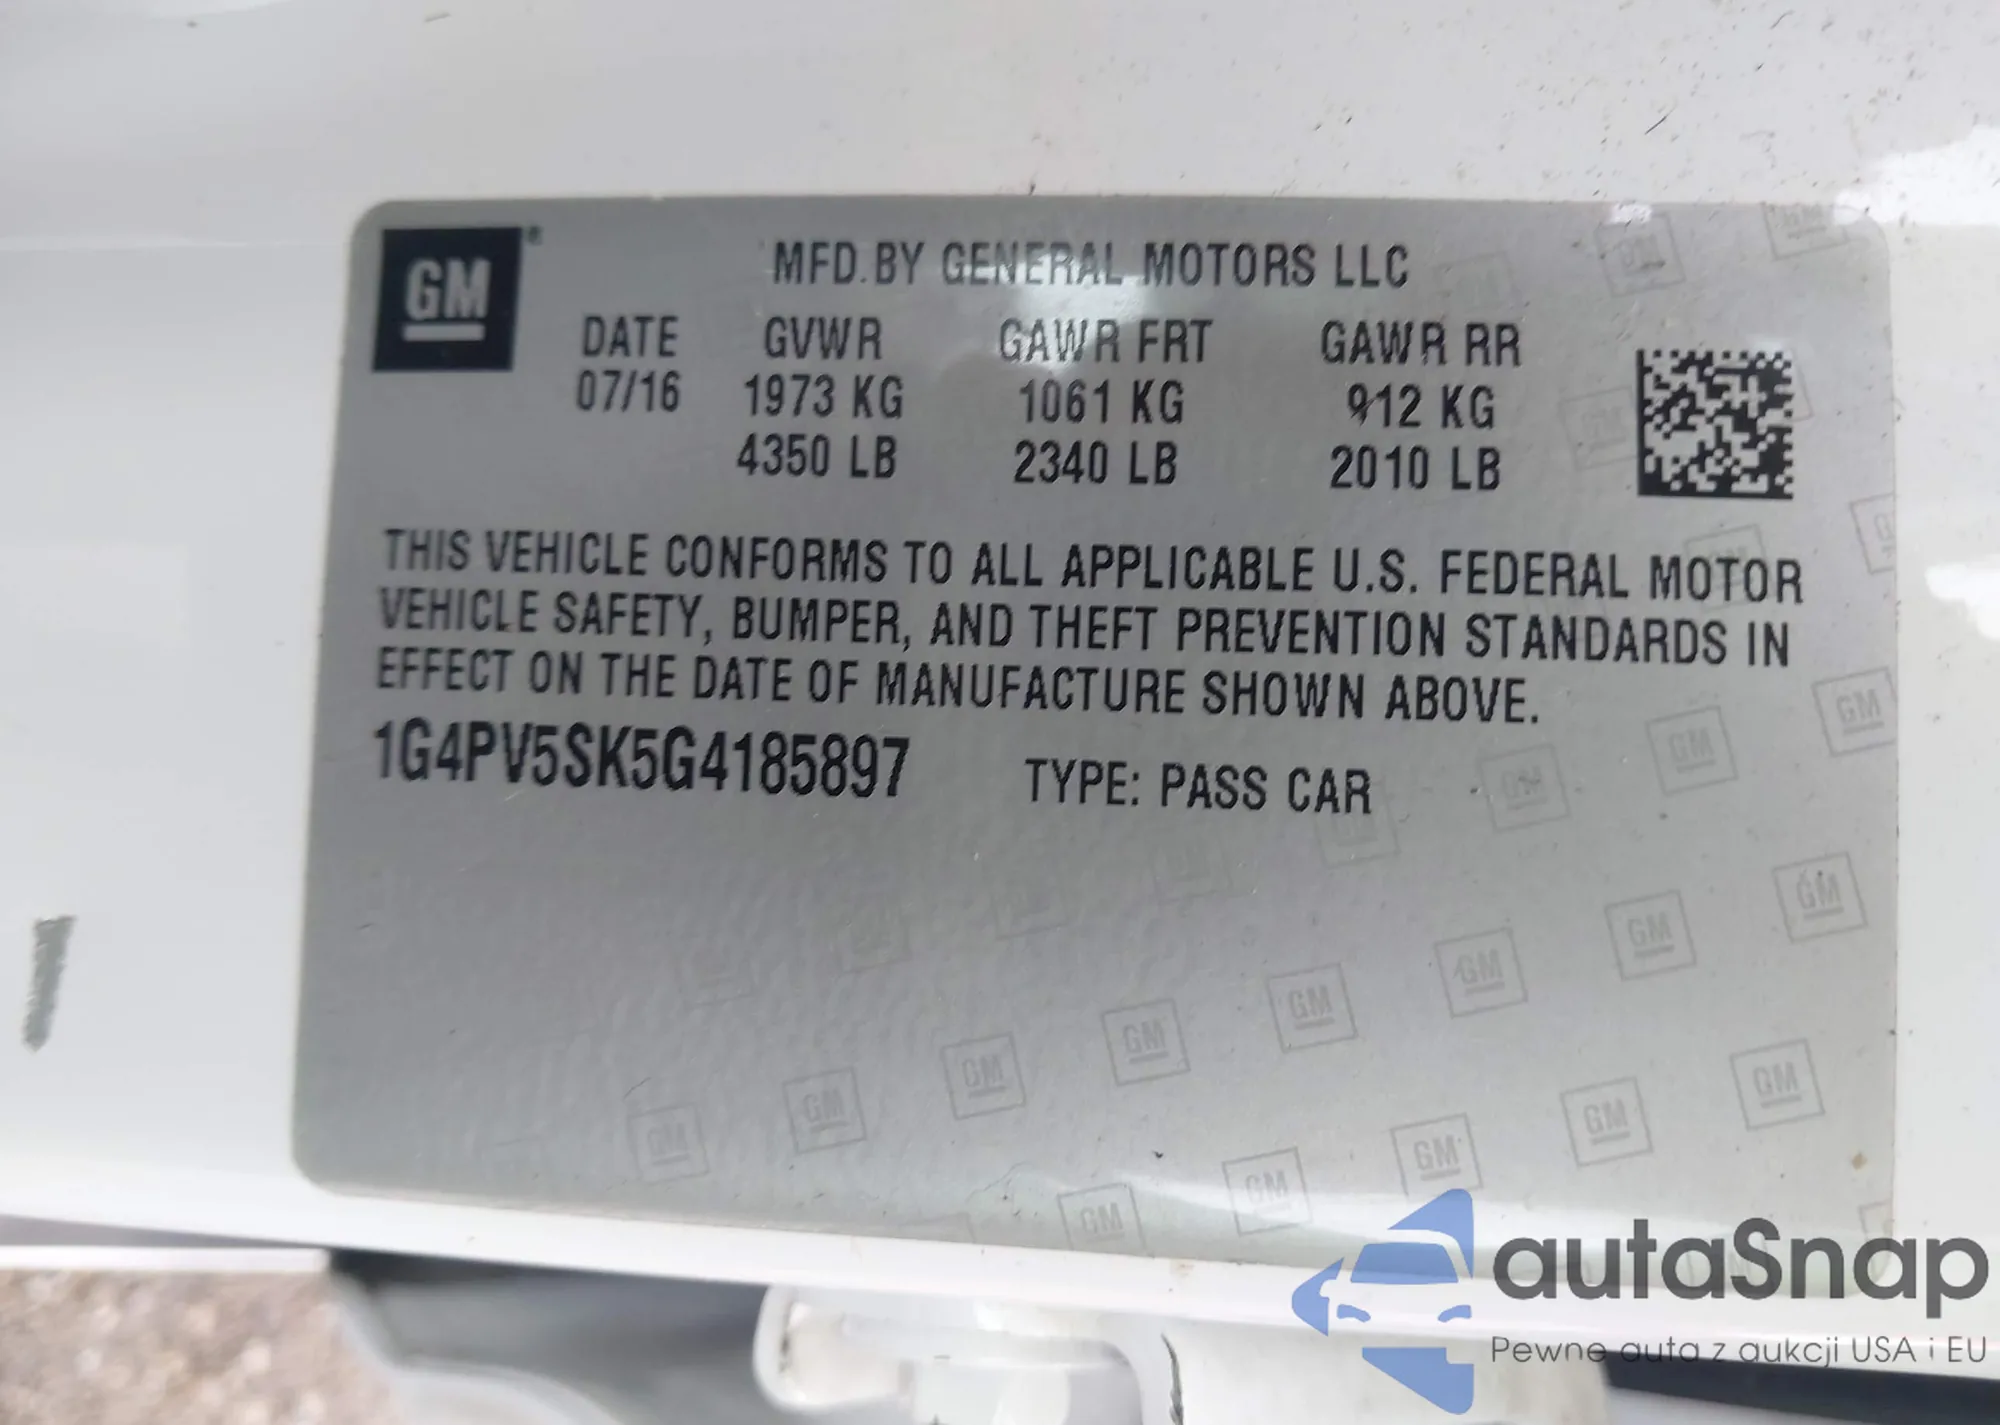 GM
MFD. BY GENERAL MOTORS LLC
DATE GVWR GAWR FRT GAWR RR
07/16 1973 KG 1061 KG 912 KG
4350 LB 2340 LB 2010 LB
THIS VEHICLE CONFORMS TO ALL APPLICABLE U.S. FEDERAL MOTOR
VEHICLE SAFETY, BUMPER, AND THEFT PREVENTION STANDARDS IN
EFFECT ON THE DATE OF MANUFACTURE SHOWN ABOVE.
1G4PV5SK5G4185897 TYPE: PASS CAR
autaSnap
Pewne auta z aukcji USA i EU